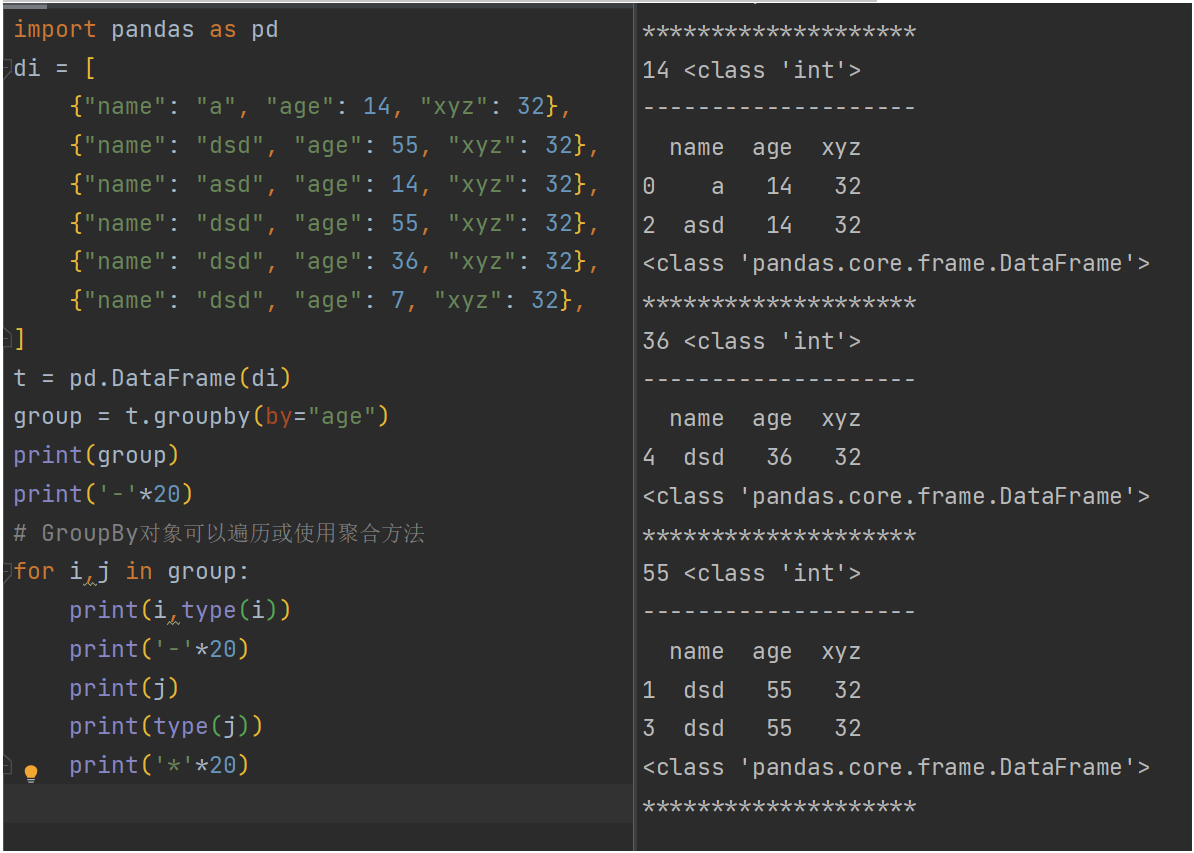 import pandas as pd
di = [
    {"name": "a", "age": 14, "xyz": 32},
    {"name": "dsd", "age": 55, "xyz": 32},
    {"name": "asd", "age": 14, "xyz": 32},
    {"name": "dsd", "age": 55, "xyz": 32},
    {"name": "dsd", "age": 36, "xyz": 32},
    {"name": "dsd", "age": 7, "xyz": 32},
]
t = pd.DataFrame(di)
group = t.groupby(by="age")
print(group)
print('-'*20)
# GroupBy对象可以遍历或使用聚合方法
for i,j in group:
    print(i,type(i))
    print('-'*20)
    print(j)
    print(type(j))
    print('*'*20)
********************
14 <class 'int'>
--------------------
  name  age  xyz
0    a   14   32
2  asd   14   32
<class 'pandas.core.frame.DataFrame'>
********************
36 <class 'int'>
--------------------
  name  age  xyz
4  dsd   36   32
<class 'pandas.core.frame.DataFrame'>
********************
55 <class 'int'>
--------------------
  name  age  xyz
1  dsd   55   32
3  dsd   55   32
<class 'pandas.core.frame.DataFrame'>
********************